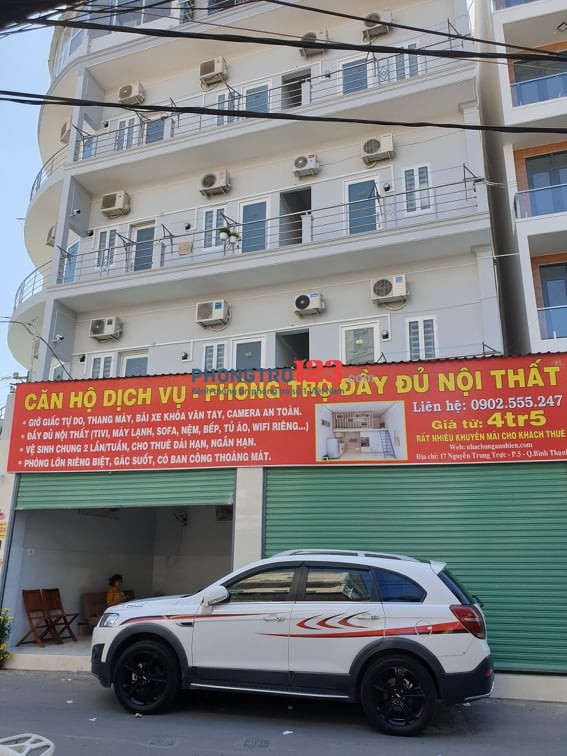 CĂN HỘ DỊCH VỤ - PHÒNG TRỌ ĐẦY ĐỦ NỘI THẤT
PHONGTRO123.com
• GIỜ GIẤC TỰ DO, THANG MÁY, BÃI XE KHÓA VÂN TAY, CAMERA AN TOÀN.
• ĐẦY ĐỦ NỘI THẤT (TIVI, MÁY LẠNH, SOFA, NỆM, BẾP, TỦ ÁO, WIFI RIÊNG...)
• VỆ SINH CHUNG 2 LẦN/TUẦN, CHO THUÊ DÀI HẠN, NGẮN HẠN.
• PHÒNG LỚN RIÊNG BIỆT, GÁC SUỐT, CÓ BAN CÔNG THOÁNG MÁT.
Liên hệ: 0902.555.247
Giá từ: 4tr5
RẤT NHIỀU KHUYẾN MÃI CHO KHÁCH THUÊ
Web: nhachungannhien.com
Địa chỉ: 17 Nguyễn Trung Trực - P.5 - Q.Bình Thạnh